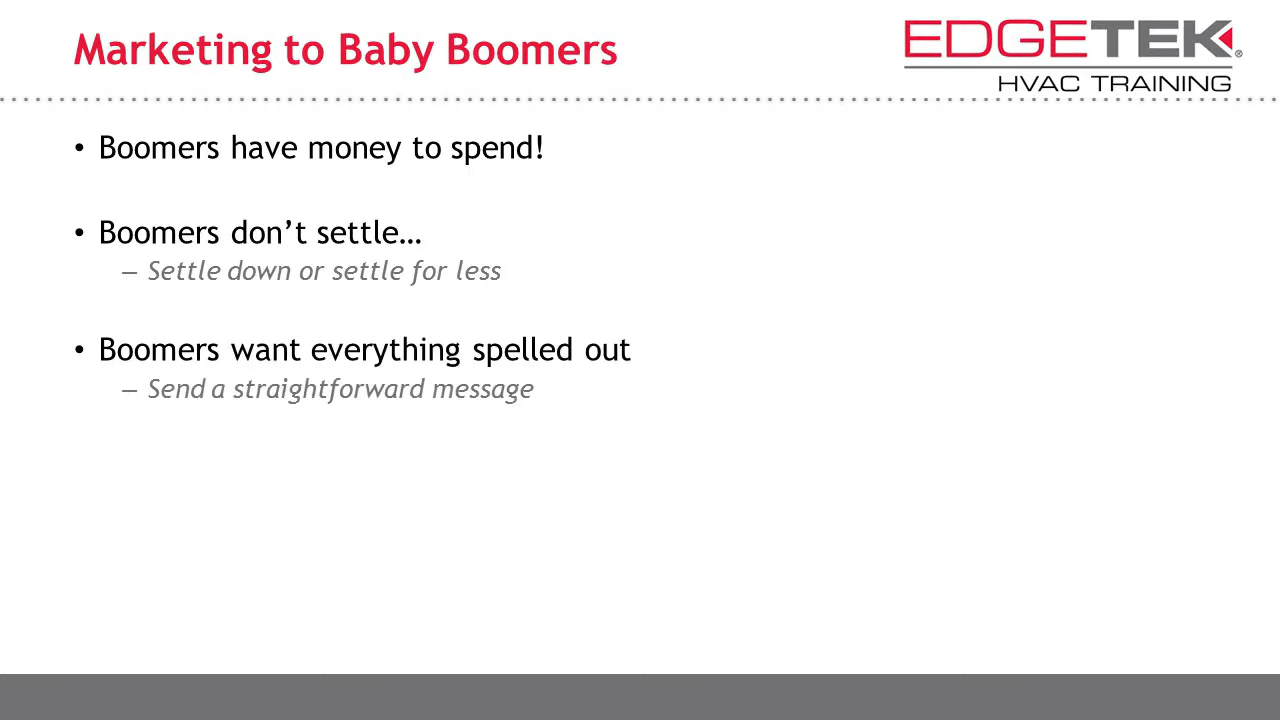 Marketing to Baby Boomers
EDGETEK®
HVAC TRAINING
• Boomers have money to spend!
• Boomers don’t settle…
– Settle down or settle for less
• Boomers want everything spelled out
– Send a straightforward message